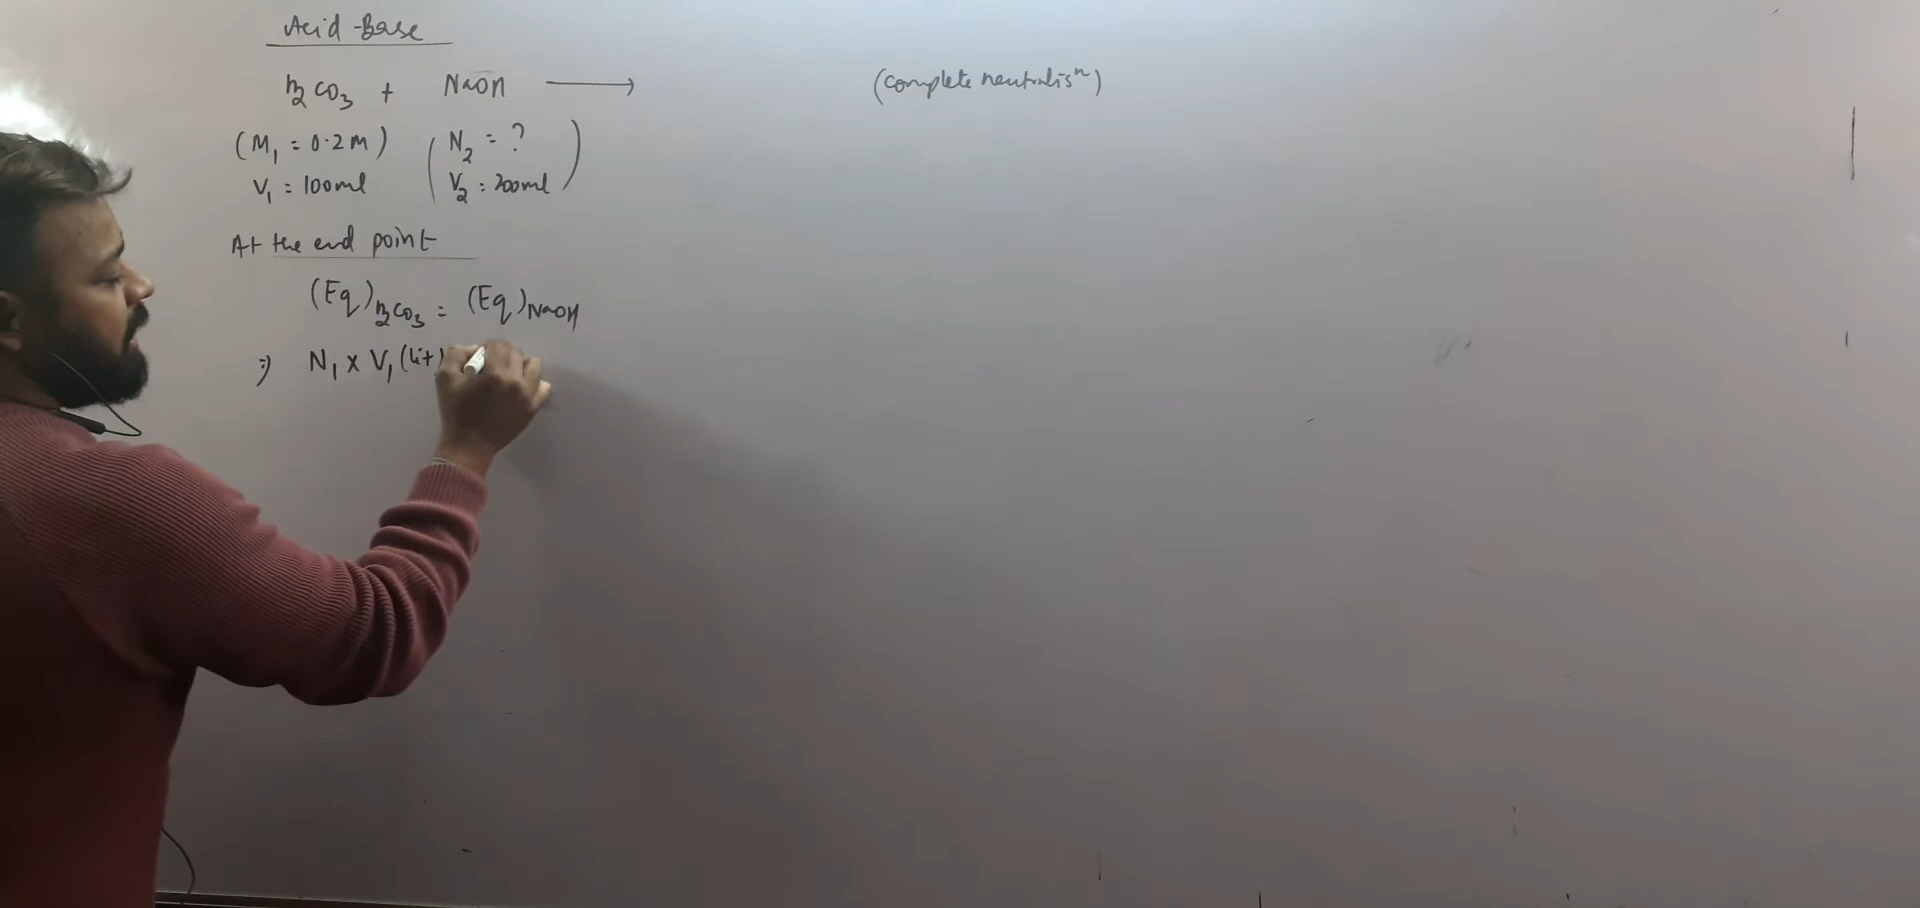 Acid-Base
H2CO3 + NaOH ⟶ (complete neutralisⁿ)
(M1 = 0.2M) (N2 = ?
V1 = 100ml V2 = 200ml)
At the end point
(Eq)H2CO3 = (Eq)NaOH
⇒ N1 × V1 (lit)